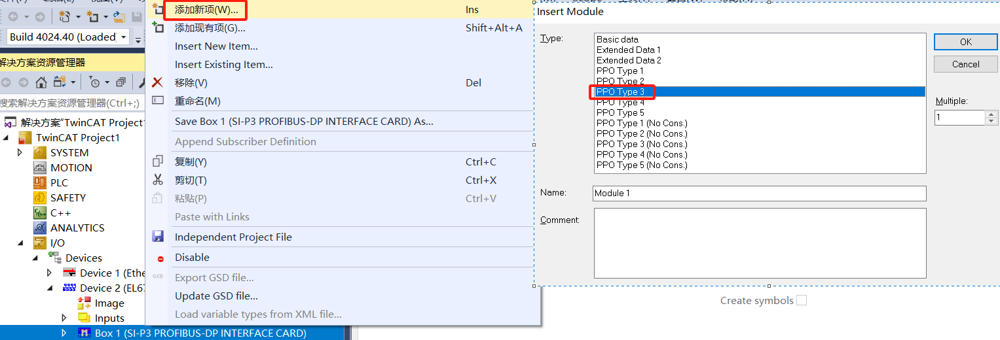 Build 4024.40 (Loaded)
解决方案资源管理器
搜索解决方案资源管理器(Ctrl+;)
解决方案"TwinCAT Project1
TwinCAT Project1
SYSTEM
MOTION
PLC
SAFETY
C++
ANALYTICS
I/O
Devices
Device 1 (Ethe
Device 2 (EL67
Image
Inputs
Box 1 (SI-P3 PROFIBUS-DP INTERFACE CARD)
添加新项(W)... Ins
添加现有项(G)... Shift+Alt+A
Insert New Item...
Insert Existing Item...
移除(V) Del
重命名(M)
Save Box 1 (SI-P3 PROFIBUS-DP INTERFACE CARD) As...
Append Subscriber Definition
复制(Y) Ctrl+C
剪切(T) Ctrl+X
粘贴(P) Ctrl+V
Paste with Links
Independent Project File
Disable
GSD Export GSD file...
Update GSD file...
Load variable types from XML file...
Insert Module
Type:
Basic data
Extended Data 1
Extended Data 2
PPO Type 1
PPO Type 2
PPO Type 3
PPO Type 4
PPO Type 5
PPO Type 1 (No Cons.)
PPO Type 2 (No Cons.)
PPO Type 3 (No Cons.)
PPO Type 4 (No Cons.)
PPO Type 5 (No Cons.)
OK
Cancel
Multiple:
1
Name: Module 1
Comment:
Create symbols